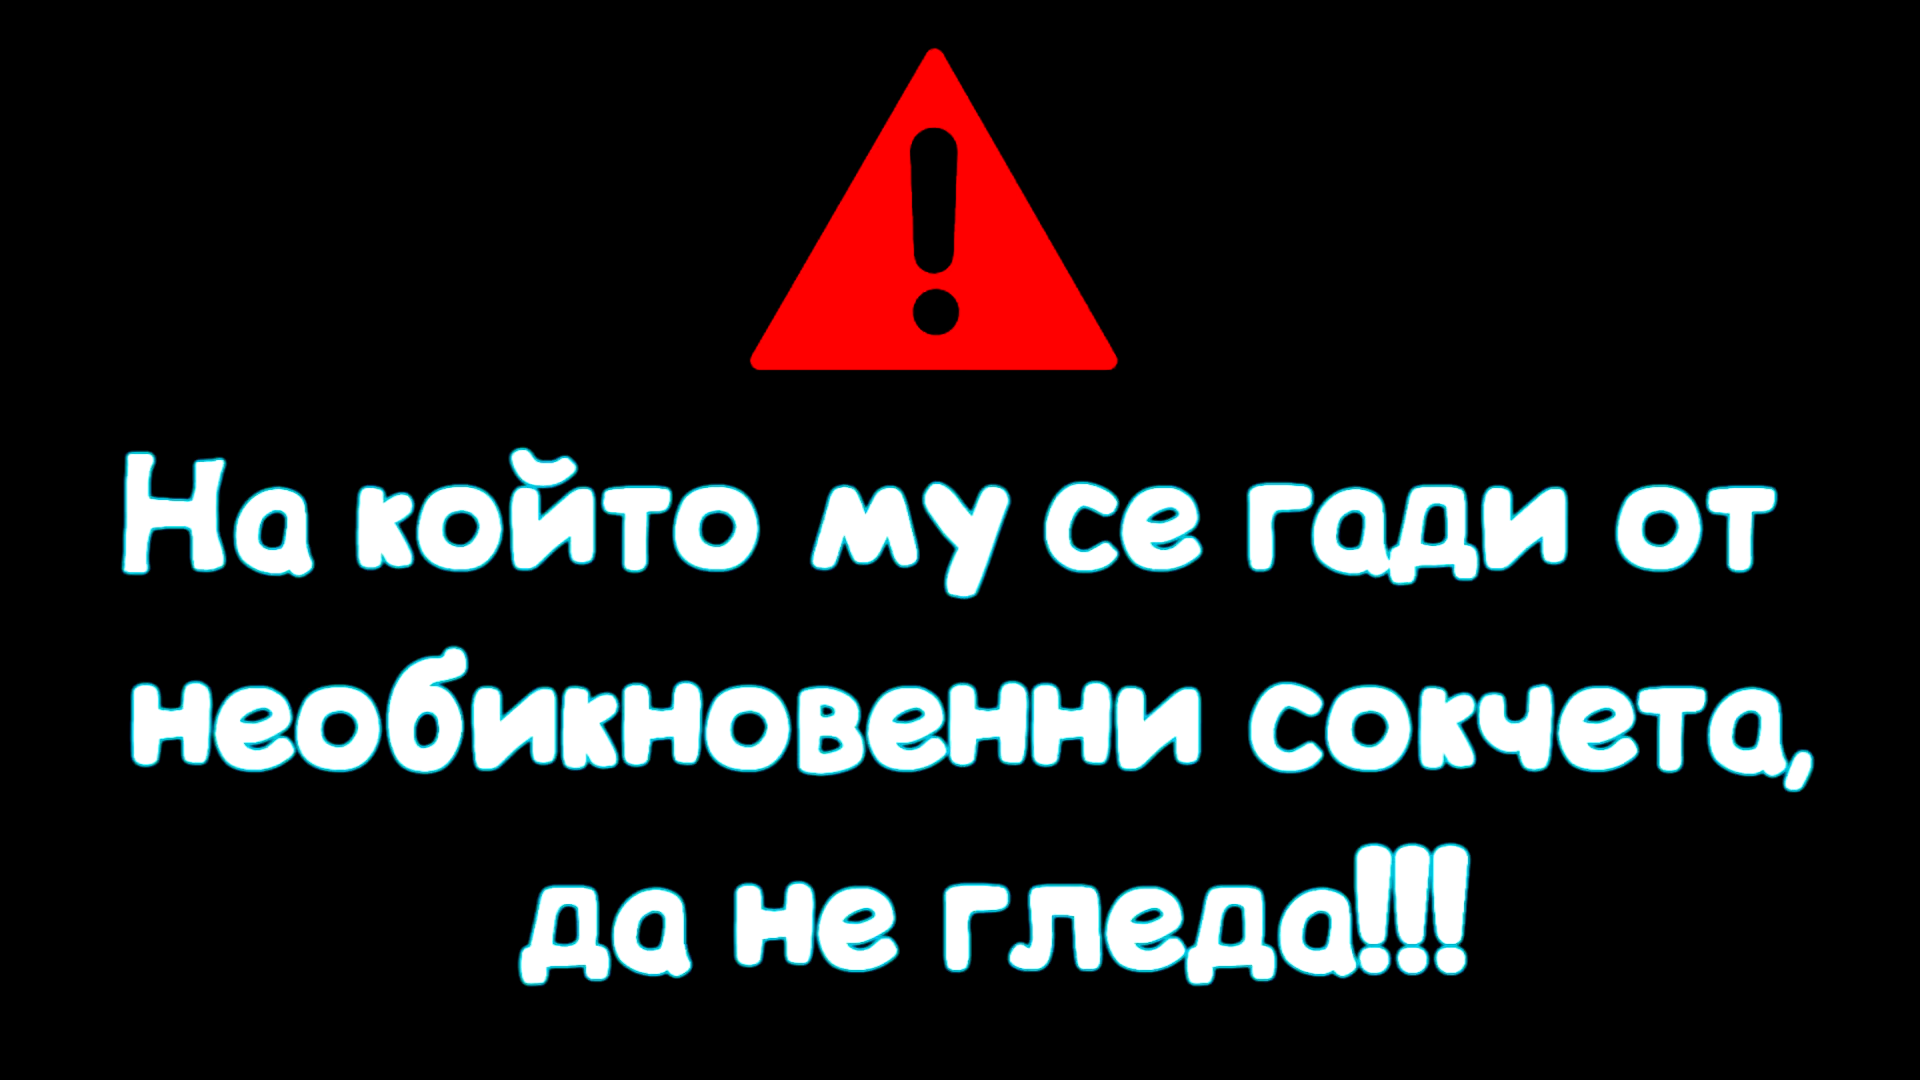 На който му се гади от
необикновенни сокчета,
да не гледа!!!